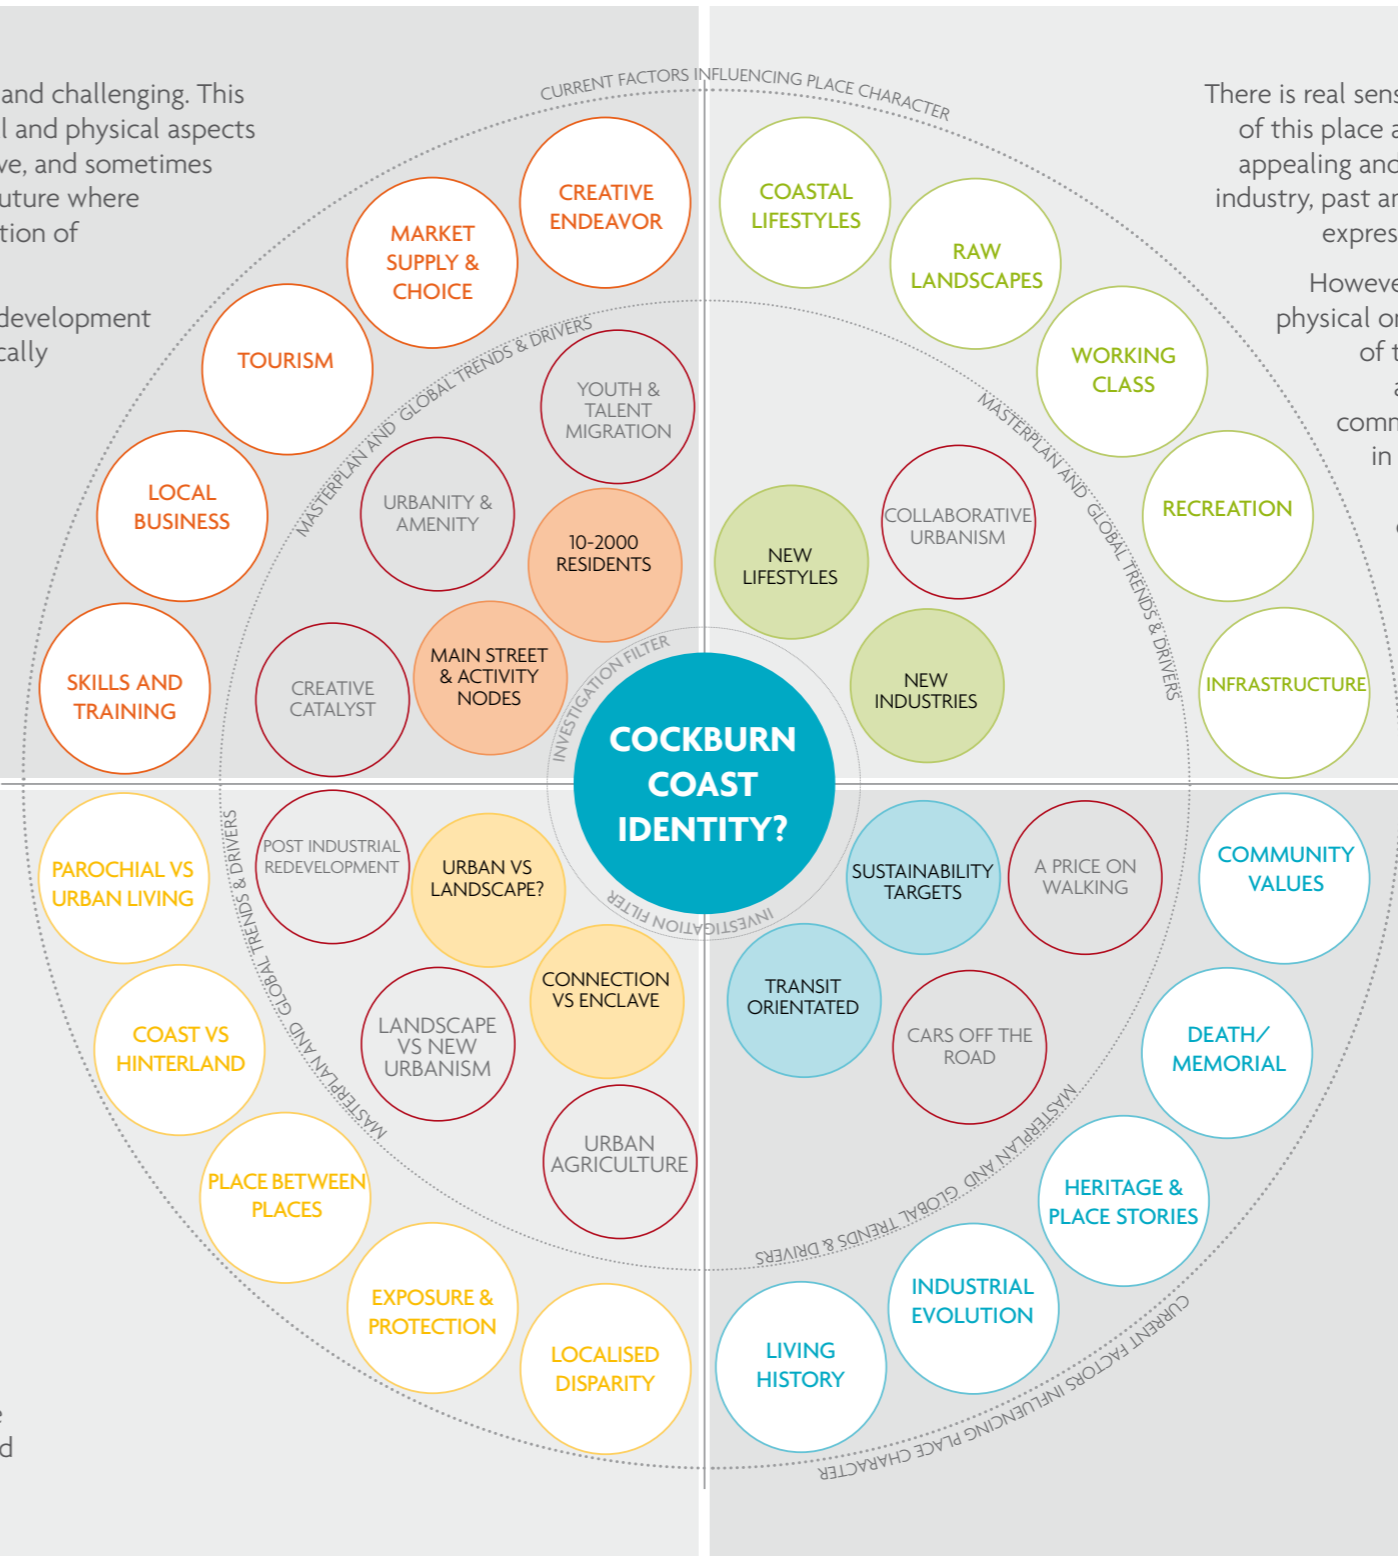 and challenging. This
l and physical aspects
ve, and sometimes
uture where
tion of
development
cally
There is real sens
of this place a
appealing and
industry, past an
expres
Howeve
physical or
of t
a
comm
in
CURRENT FACTORS INFLUENCING PLACE CHARACTER
CREATIVE
ENDEAVOR
MARKET
SUPPLY &
CHOICE
TOURISM
LOCAL
BUSINESS
SKILLS AND
TRAINING
MASTERPLAN AND GLOBAL TRENDS & DRIVERS
YOUTH &
TALENT
MIGRATION
URBANITY &
AMENITY
10-2000
RESIDENTS
CREATIVE
CATALYST
MAIN STREET
& ACTIVITY
NODES
COASTAL
LIFESTYLES
RAW
LANDSCAPES
WORKING
CLASS
RECREATION
INFRASTRUCTURE
MASTERPLAN AND GLOBAL TRENDS & DRIVERS
COLLABORATIVE
URBANISM
NEW
LIFESTYLES
NEW
INDUSTRIES
INVESTIGATION FILTER
COCKBURN
COAST
IDENTITY?
INVESTIGATION FILTER
PAROCHIAL VS
URBAN LIVING
COAST VS
HINTERLAND
PLACE BETWEEN
PLACES
EXPOSURE &
PROTECTION
LOCALISED
DISPARITY
MASTERPLAN AND GLOBAL TRENDS & DRIVERS
POST INDUSTRIAL
REDEVELOPMENT
URBAN VS
LANDSCAPE?
CONNECTION
VS ENCLAVE
LANDSCAPE
VS NEW
URBANISM
URBAN
AGRICULTURE
SUSTAINABILITY
TARGETS
A PRICE ON
WALKING
TRANSIT
ORIENTATED
CARS OFF THE
ROAD
MASTERPLAN AND GLOBAL TRENDS & DRIVERS
COMMUNITY
VALUES
DEATH/
MEMORIAL
HERITAGE &
PLACE STORIES
INDUSTRIAL
EVOLUTION
LIVING
HISTORY
CURRENT FACTORS INFLUENCING PLACE CHARACTER
e
d